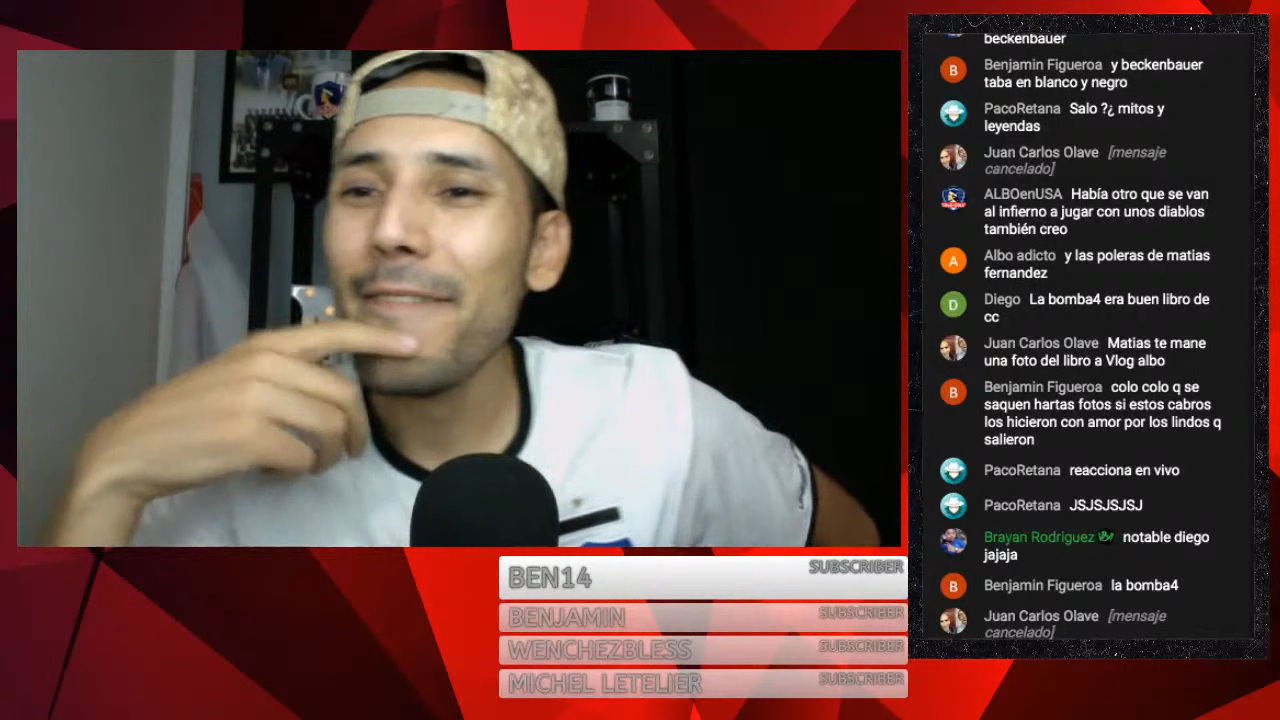 beckenbauer
B
Benjamin Figueroa y beckenbauer
taba en blanco y negro
PacoRetana Salo ?¿ mitos y
leyendas
Juan Carlos Olave [mensaje
cancelado]
ALBOenUSA Había otro que se van
al infierno a jugar con unos diablos
también creo
A
Albo adicto y las poleras de matias
fernandez
D
Diego La bomba4 era buen libro de
cc
Juan Carlos Olave Matias te mane
una foto del libro a Vlog albo
B
Benjamin Figueroa colo colo q se
saquen hartas fotos si estos cabros
los hicieron con amor por los lindos q
salieron
PacoRetana reacciona en vivo
PacoRetana JSJSJSJSJ
Brayan Rodriguez notable diego
jajaja
B
Benjamin Figueroa la bomba4
Juan Carlos Olave [mensaje
cancelado]
BEN14 SUBSCRIBER
BENJAMIN SUBSCRIBER
WENCHEZBLESS SUBSCRIBER
MICHEL LETELIER SUBSCRIBER